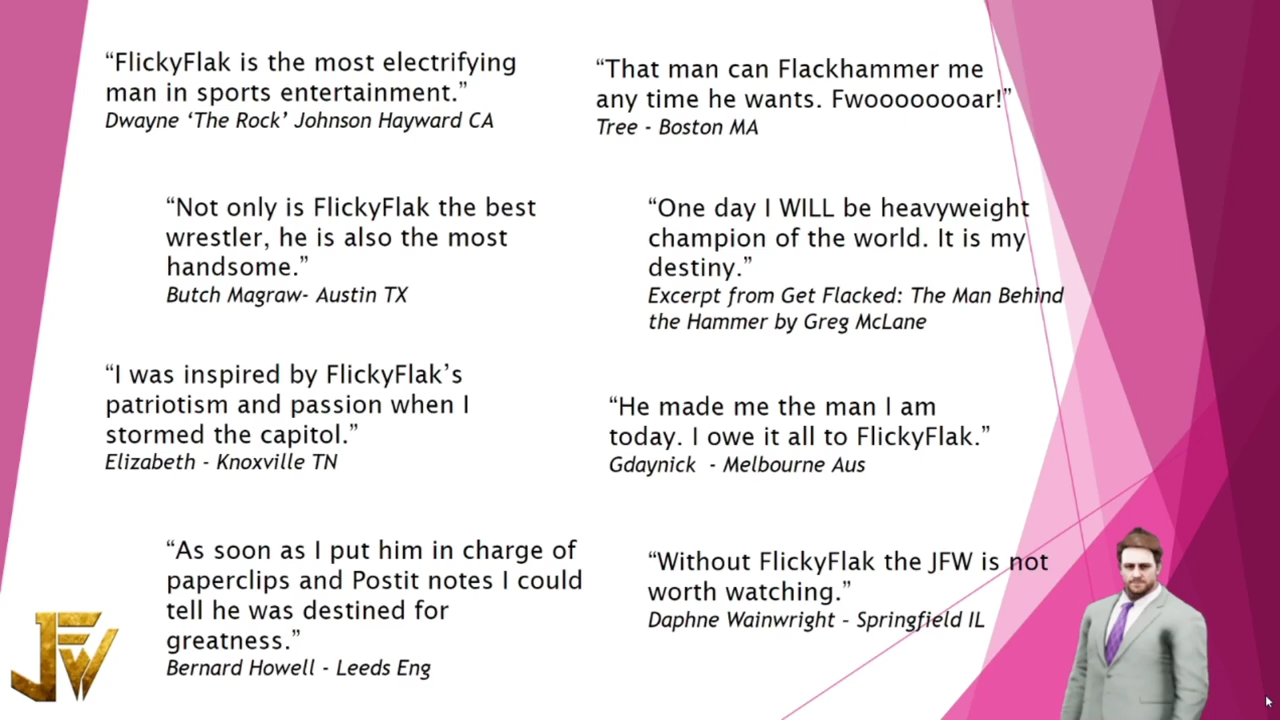 “FlickyFlak is the most electrifying
man in sports entertainment.”
Dwayne ‘The Rock’ Johnson Hayward CA
“That man can Flackhammer me
any time he wants. Fwoooooooar!”
Tree - Boston MA
“Not only is FlickyFlak the best
wrestler, he is also the most
handsome.”
Butch Magraw- Austin TX
“One day I WILL be heavyweight
champion of the world. It is my
destiny.”
Excerpt from Get Flacked: The Man Behind
the Hammer by Greg McLane
“I was inspired by FlickyFlak’s
patriotism and passion when I
stormed the capitol.”
Elizabeth - Knoxville TN
“He made me the man I am
today. I owe it all to FlickyFlak.”
Gdaynick  - Melbourne Aus
“As soon as I put him in charge of
paperclips and Postit notes I could
tell he was destined for
greatness.”
Bernard Howell - Leeds Eng
“Without FlickyFlak the JFW is not
worth watching.”
Daphne Wainwright – Springfield IL
JFW